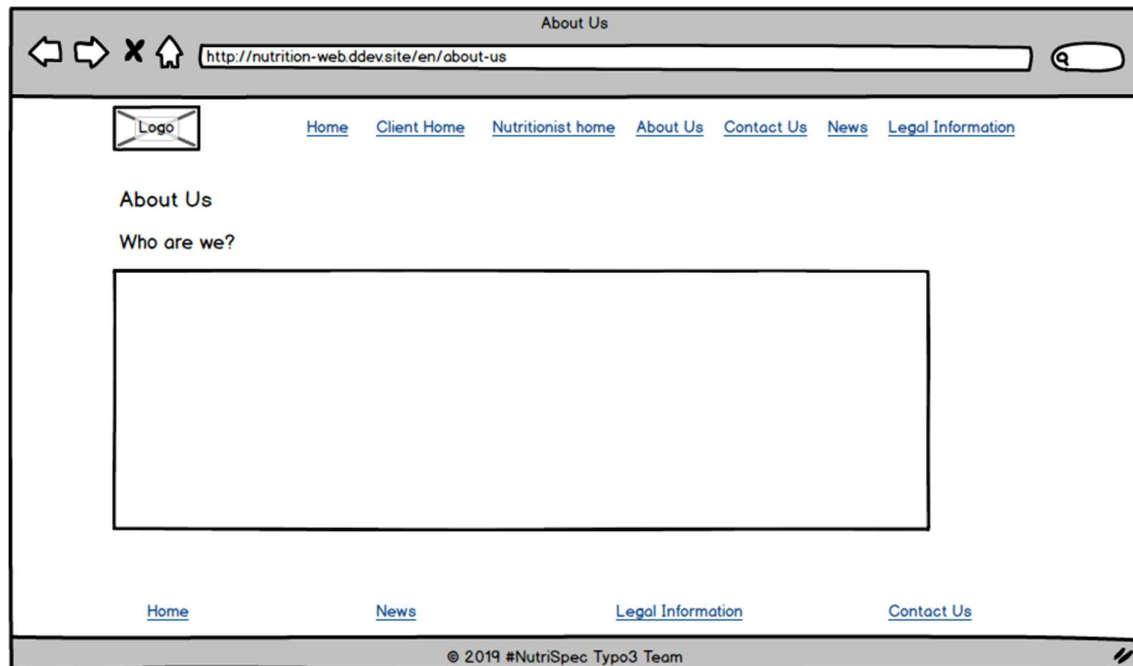 About Us
http://nutrition-web.ddev.site/en/about-us
Logo Home Client Home Nutritionist home About Us Contact Us News Legal Information
About Us
Who are we?
Home News Legal Information Contact Us
© 2019 #NutriSpec Typo3 Team